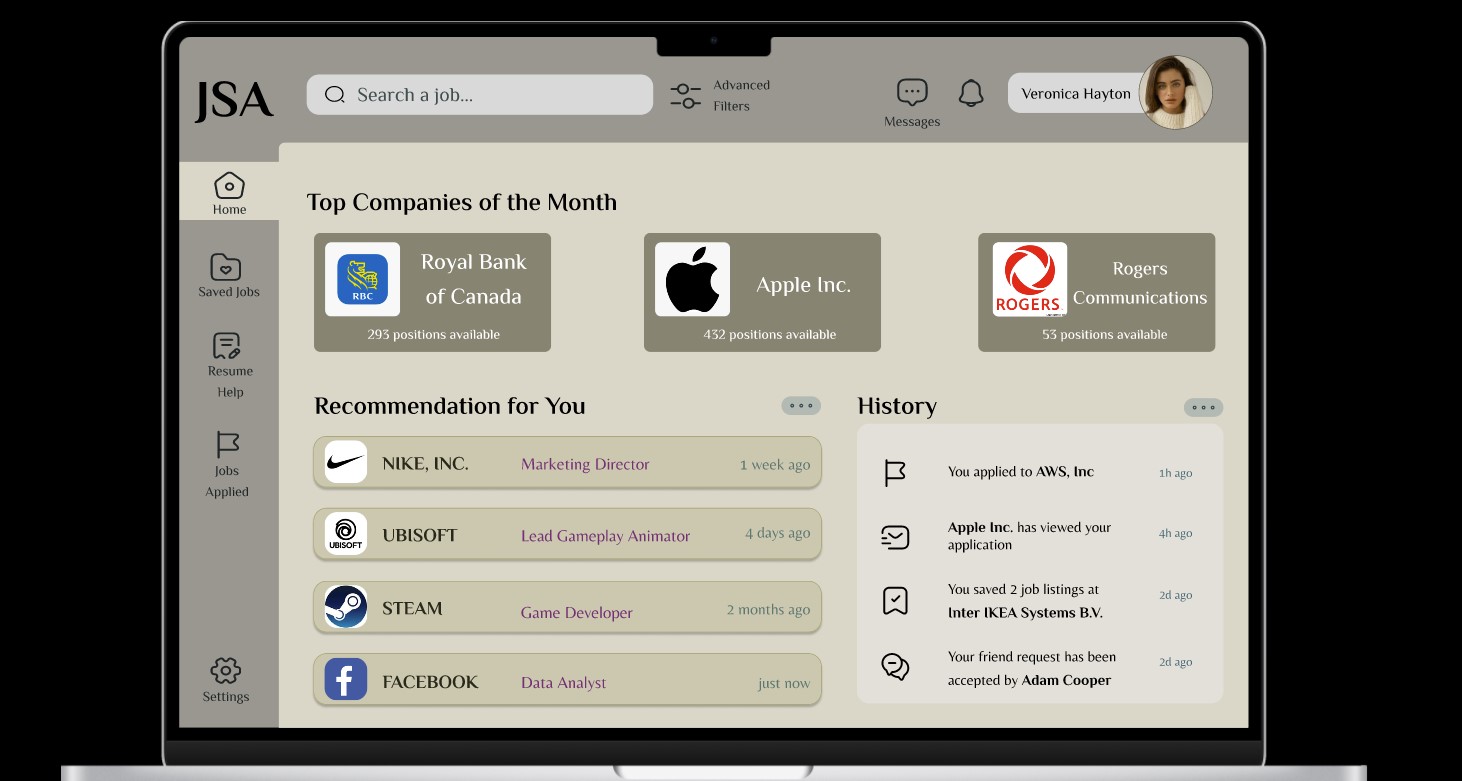 JSA
Search a job...
Advanced
Filters
Messages
Veronica Hayton
Home
Saved Jobs
Resume
Help
Jobs
Applied
Settings
Top Companies of the Month
RBC
Royal Bank
of Canada
293 positions available
Apple Inc.
432 positions available
ROGERS
Rogers
Communications
53 positions available
Recommendation for You
NIKE, INC. Marketing Director 1 week ago
UBISOFT
UBISOFT Lead Gameplay Animator 4 days ago
STEAM Game Developer 2 months ago
FACEBOOK Data Analyst just now
History
You applied to AWS, Inc 1h ago
Apple Inc. has viewed your 4h ago
application
You saved 2 job listings at 2d ago
Inter IKEA Systems B.V.
Your friend request has been 2d ago
accepted by Adam Cooper